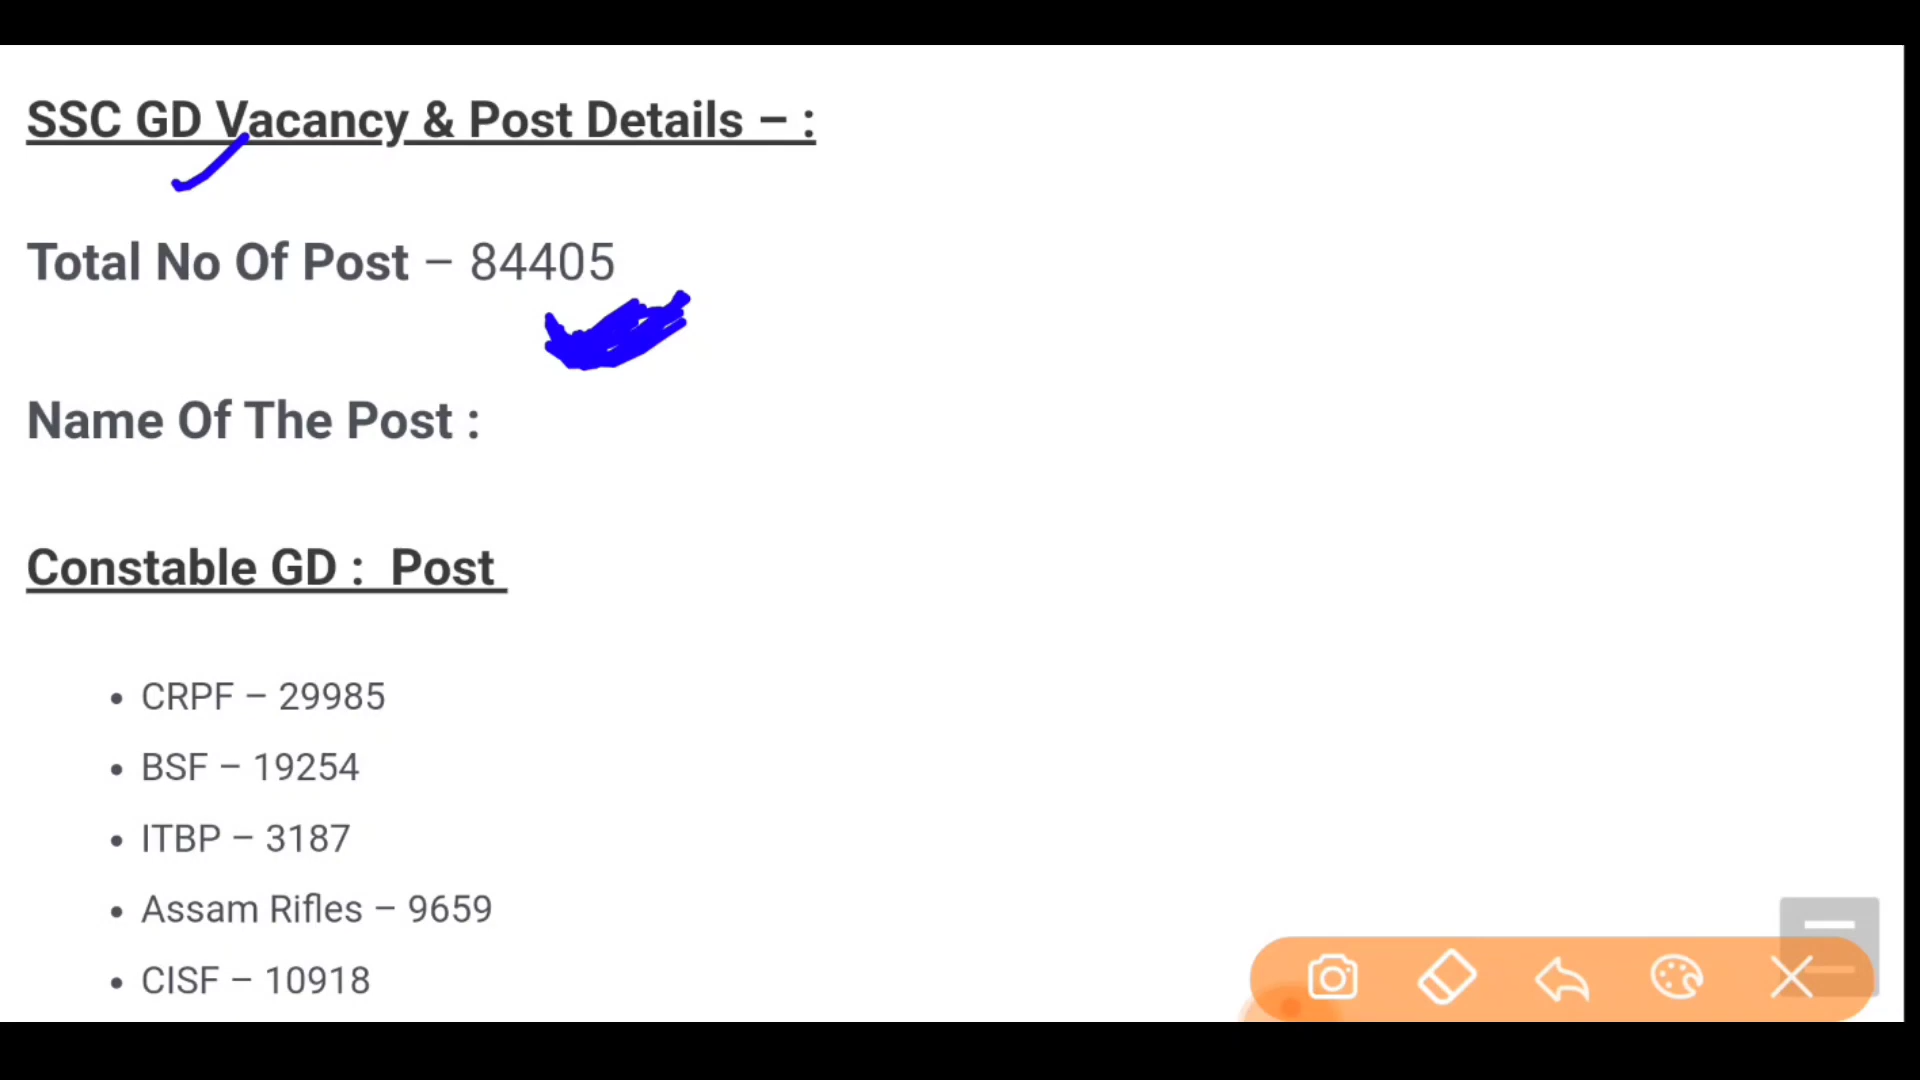 SSC GD Vacancy & Post Details – :
Total No Of Post – 84405
Name Of The Post :
Constable GD :  Post
• CRPF – 29985
• BSF – 19254
• ITBP – 3187
• Assam Rifles – 9659
• CISF – 10918